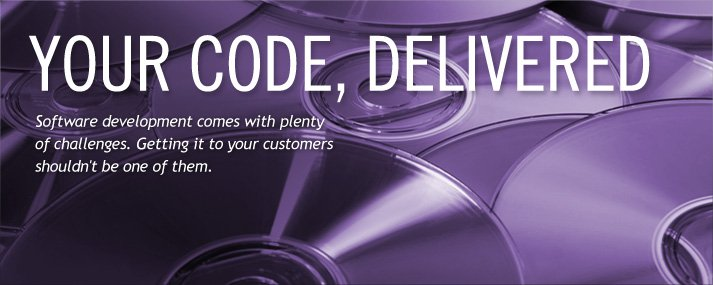 YOUR CODE, DELIVERED
Software development comes with plenty
of challenges. Getting it to your customers
shouldn't be one of them.